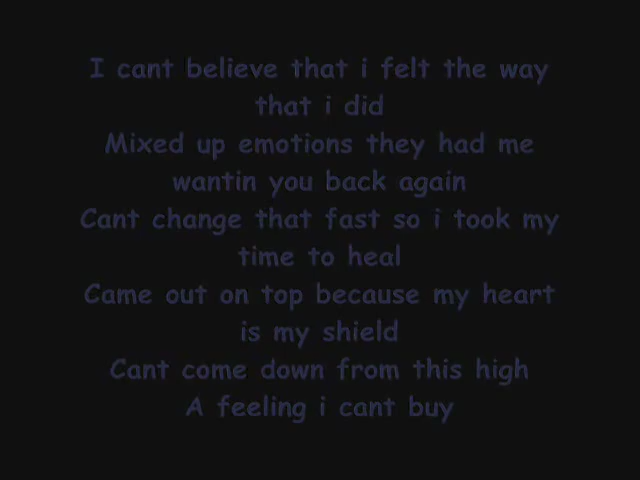 I cant believe that i felt the way
that i did
Mixed up emotions they had me
wantin you back again
Cant change that fast so i took my
time to heal
Came out on top because my heart
is my shield
Cant come down from this high
A feeling i cant buy